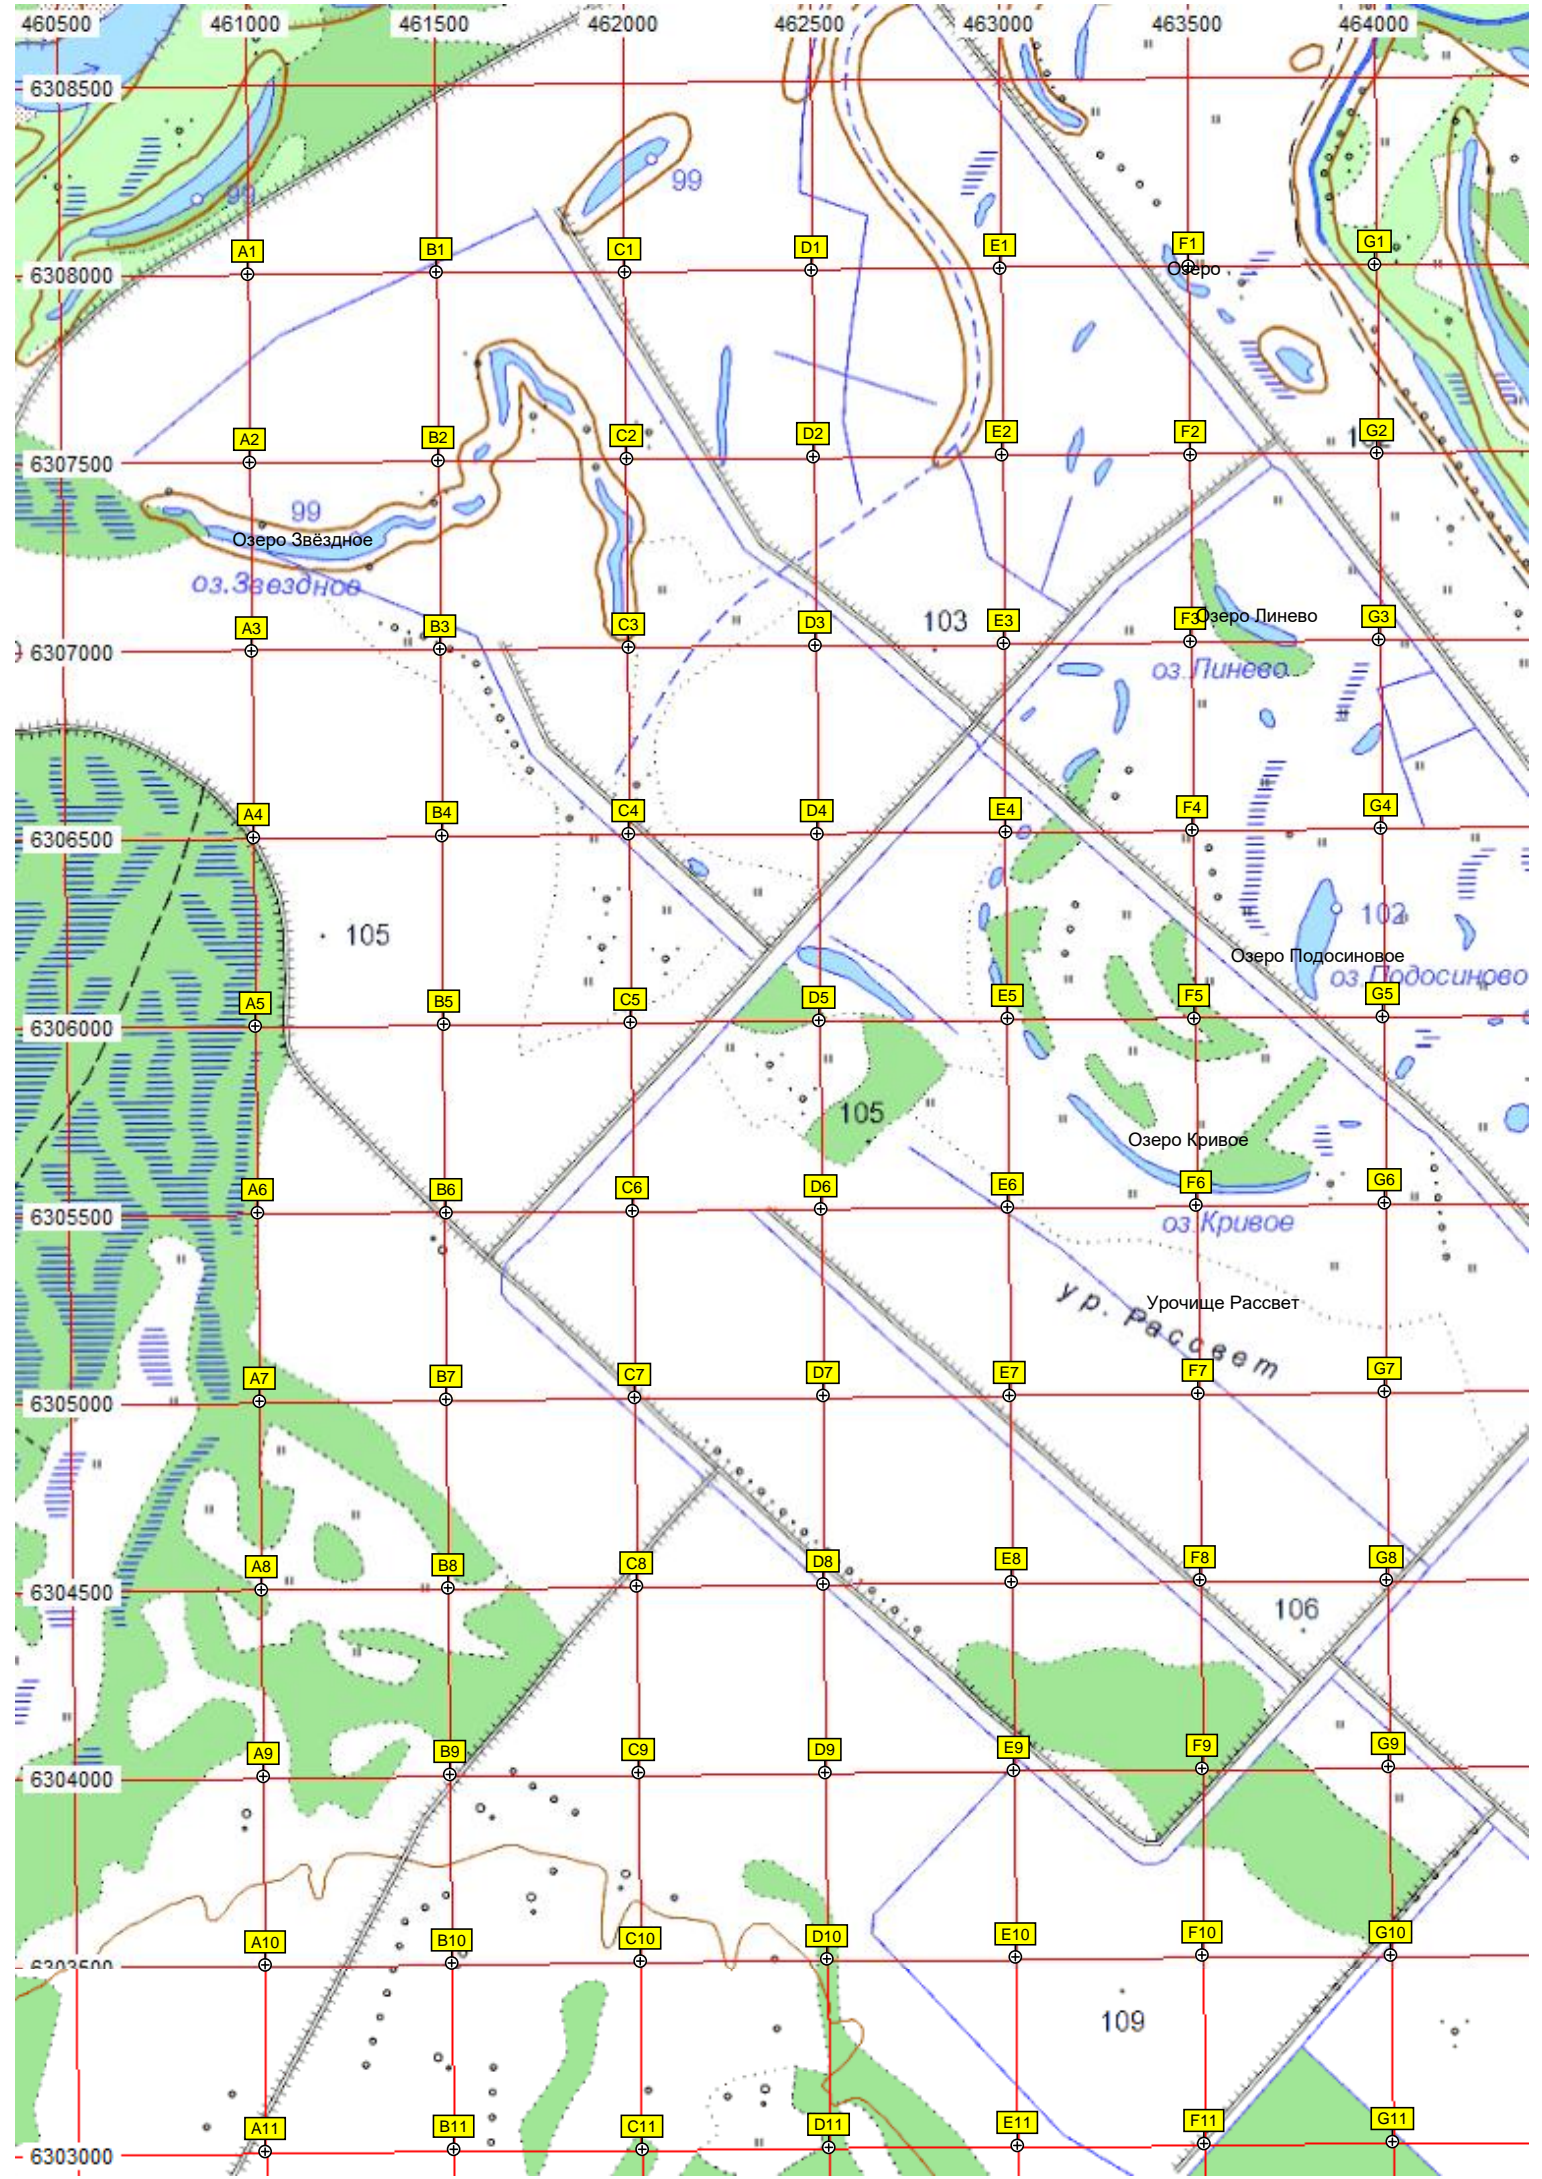 460500 461000 461500 462000 462500 463000 463500 464000
6308500
99
99
A1 B1 C1 D1 E1 F1 G1
Озеро
6308000
A2 B2 C2 D2 E2 F2 G2
6307500
99
Озеро Звёздное
оз.Звездное
A3 B3 C3 D3 E3 F3 G3
103
Озеро Линево
6307000
оз.Линево
A4 B4 C4 D4 E4 F4 G4
6306500
105
102
Озеро Подосиновое
оз.Подосиново
A5 B5 C5 D5 E5 F5 G5
6306000
105
Озеро Кривое
A6 B6 C6 D6 E6 F6 G6
6305500
оз.Кривое
Урочище Рассвет
ур. Рассвет
A7 B7 C7 D7 E7 F7 G7
6305000
A8 B8 C8 D8 E8 F8 G8
6304500
106
A9 B9 C9 D9 E9 F9 G9
6304000
A10 B10 C10 D10 E10 F10 G10
6303500
109
A11 B11 C11 D11 E11 F11 G11
6303000